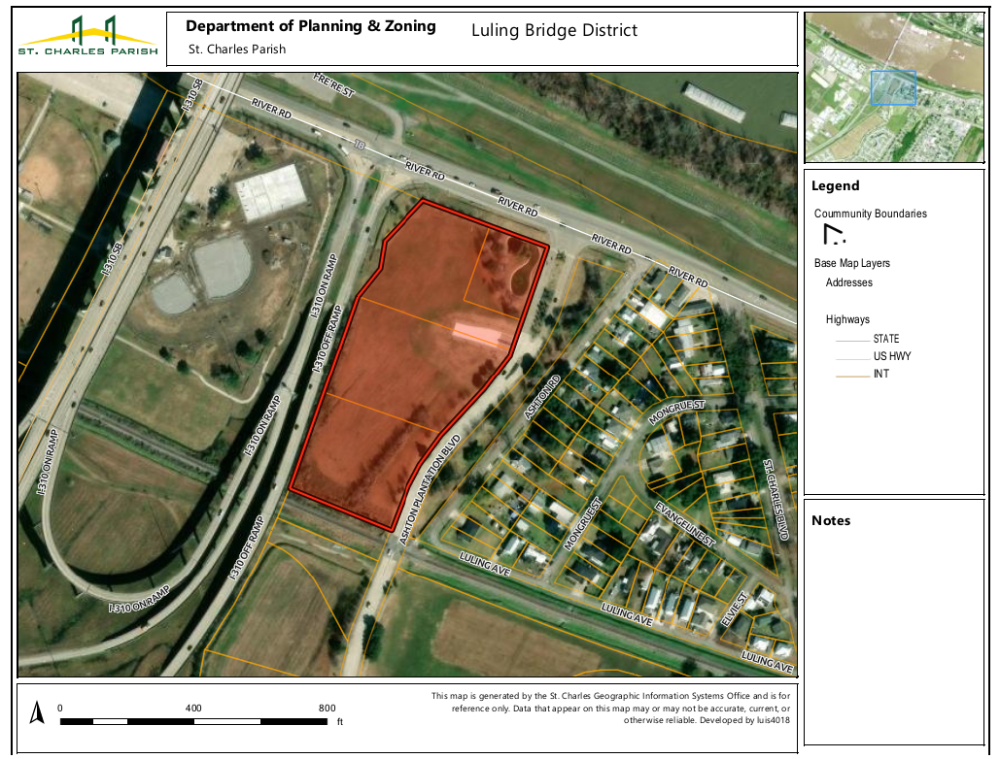 ST. CHARLES PARISH
Department of Planning & Zoning
St. Charles Parish
Luling Bridge District
I-310 SB
RIVER RD
FRE'RE ST
18
RIVER RD
RIVER RD
RIVER RD
RIVER RD
I-310 SB
I-310 ON RAMP
I-310 OFF RAMP
ASHTON RD
MONGRUE ST
I-310 ON RAMP
I-310 ON RAMP
ASHTON PLANTATION BLVD
ST. CHARLES BLVD
MONGRUE ST
EVANGELINE ST
I-310 OFF RAMP
LULING AVE
I-310 ON RAMP
LULING AVE
ELVIE ST
LULING AVE
Legend
Coummunity Boundaries
Base Map Layers
Addresses
Highways
STATE
US HWY
INT
Notes
0 400 800
ft
This map is generated by the St. Charles Geographic Information Systems Office and is for
reference only. Data that appear on this map may or may not be accurate, current, or
otherwise reliable. Developed by luis4018